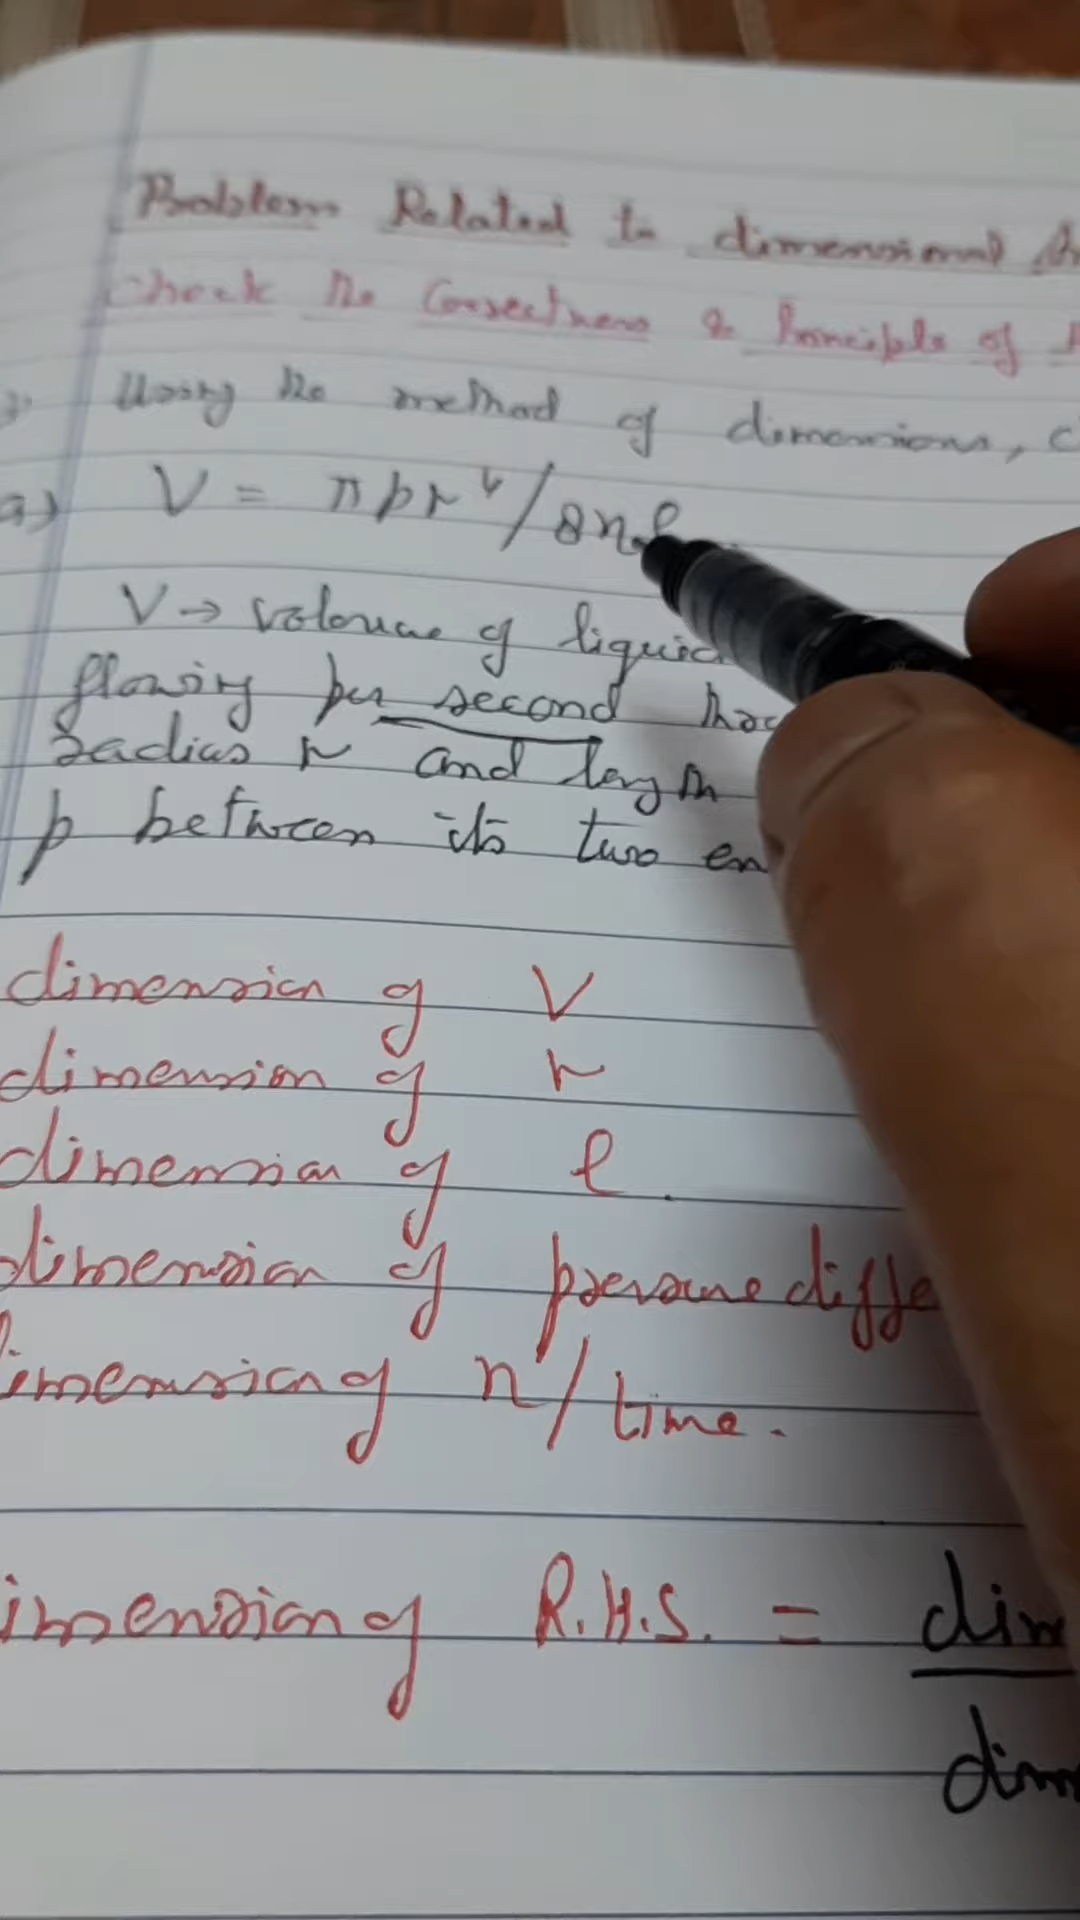 Problem Related to dimensional
Check the Correctness & Principle of
Using the method of dimensions,
a) V = πpr⁴/8ηl
V → volume of liquid
flowing per second
radius r and length
p between its two
dimension of V
dimension of r
dimension of l
dimension of pressure
dimension of n/time.
R.H.S. =